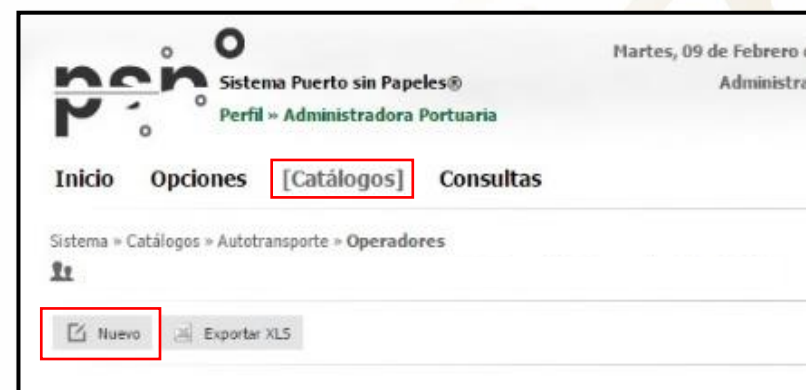 psp
Martes, 09 de Febrero
Sistema Puerto sin Papeles®
Perfil » Administradora Portuaria
Inicio Opciones [Catálogos] Consultas
Sistema » Catálogos » Autotransporte » Operadores
Nuevo Exportar XLS